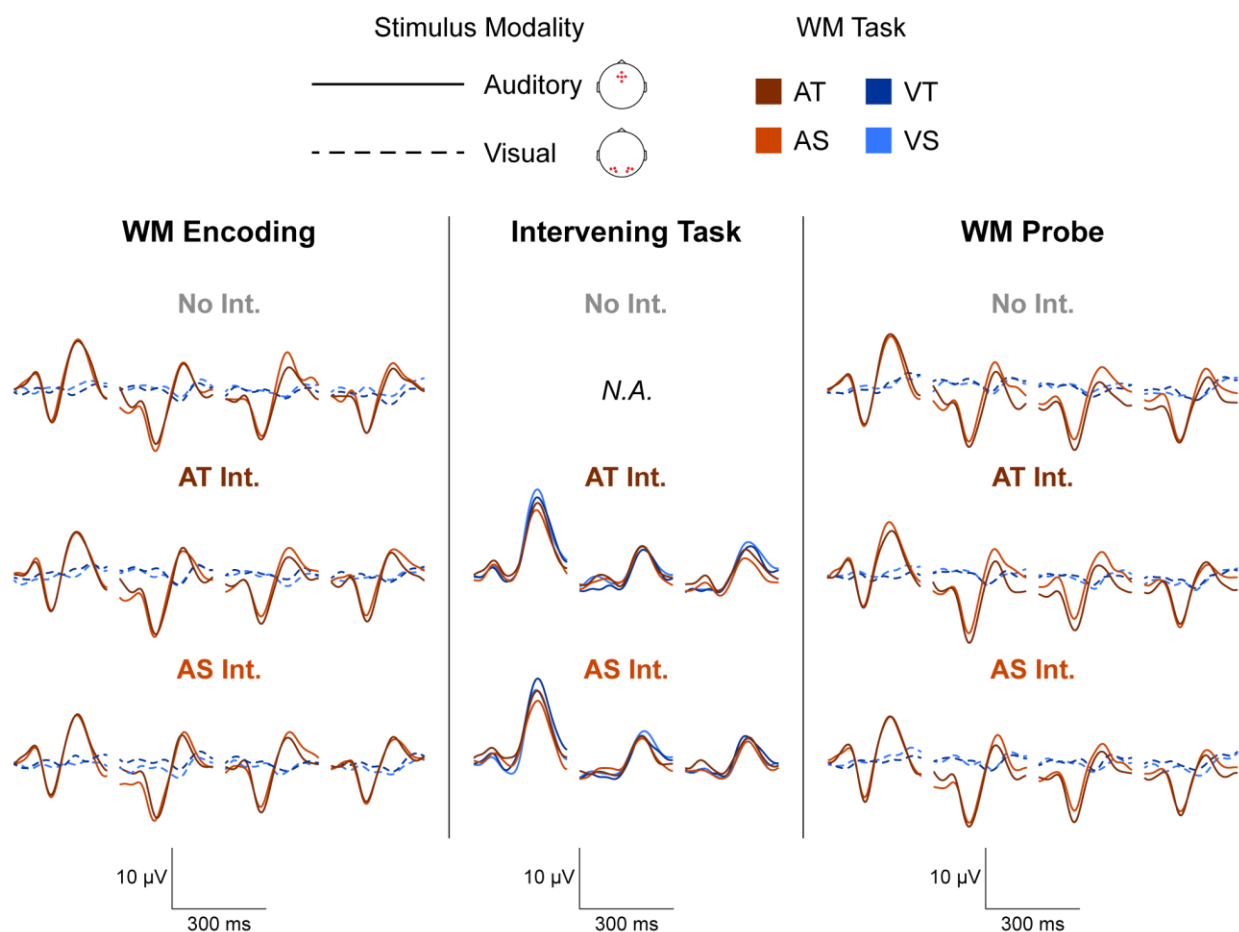 Stimulus Modality
WM Task
Auditory
Visual
AT
VT
AS
VS
WM Encoding
Intervening Task
WM Probe
No Int.
No Int.
No Int.
N.A.
AT Int.
AT Int.
AT Int.
AS Int.
AS Int.
AS Int.
10 µV
300 ms
10 µV
300 ms
10 µV
300 ms